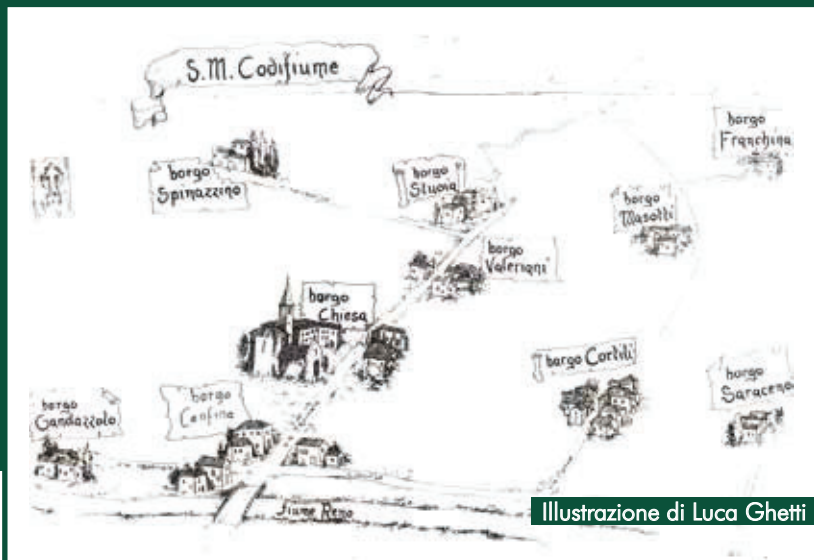 S.M. Codifiume
borgo
Franchina
borgo
Spinazzino
borgo
Stuoia
borgo
Masotti
borgo
Valeriani
borgo
Chiesa
borgo Cortili
borgo
Saraceno
borgo
Gandazzolo
borgo
Confine
fiume Reno
Illustrazione di Luca Ghetti